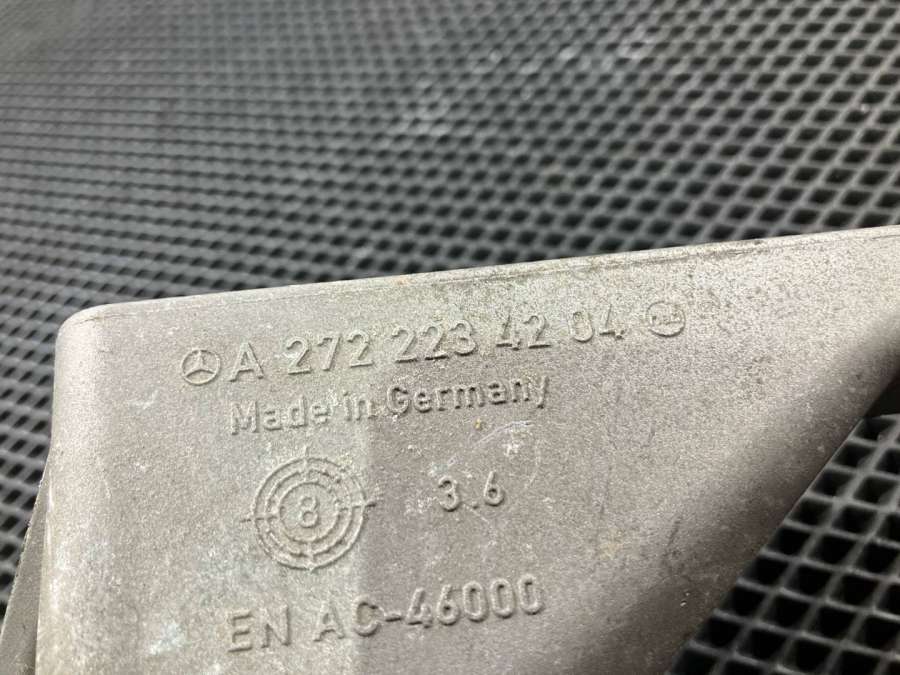 A 272 223 42 04
Made in Germany
8
3.6
EN AC-46000